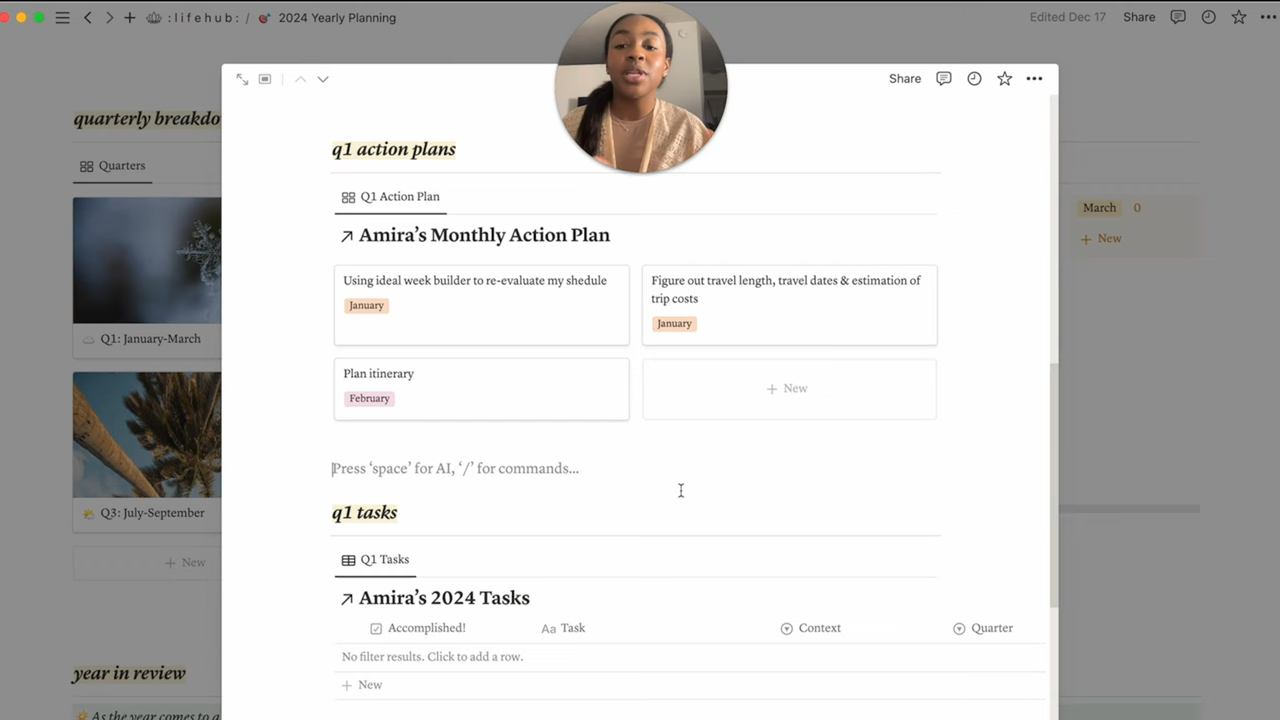 :lifehub: / 2024 Yearly Planning
Edited Dec 17
Share
quarterly breakdo
Quarters
Q1: January-March
Q3: July-September
New
year in review
As the year comes to a
Share
q1 action plans
Q1 Action Plan
Amira's Monthly Action Plan
Using ideal week builder to re-evaluate my shedule
January
Figure out travel length, travel dates & estimation of
trip costs
January
Plan itinerary
February
New
Press 'space' for AI, '/' for commands...
q1 tasks
Q1 Tasks
Amira's 2024 Tasks
Accomplished!
Aa Task
Context
Quarter
No filter results. Click to add a row.
New
March 0
New